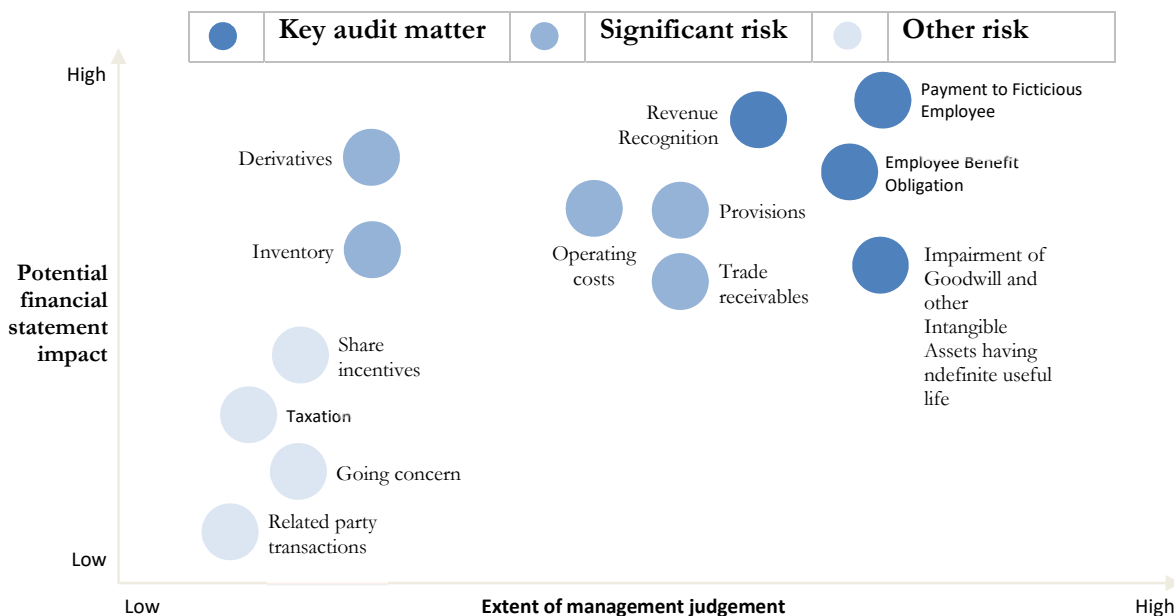 Key audit matter
Significant risk
Other risk
High
Payment to Ficticious
Employee
Revenue
Recognition
Derivatives
Employee Benefit
Obligation
Provisions
Inventory
Operating
costs
Impairment of
Goodwill and
other
Intangible
Assets having
ndefinite useful
life
Trade
receivables
Potential
financial
statement
impact
Share
incentives
Taxation
Going concern
Related party
transactions
Low
Low
Extent of management judgement
High